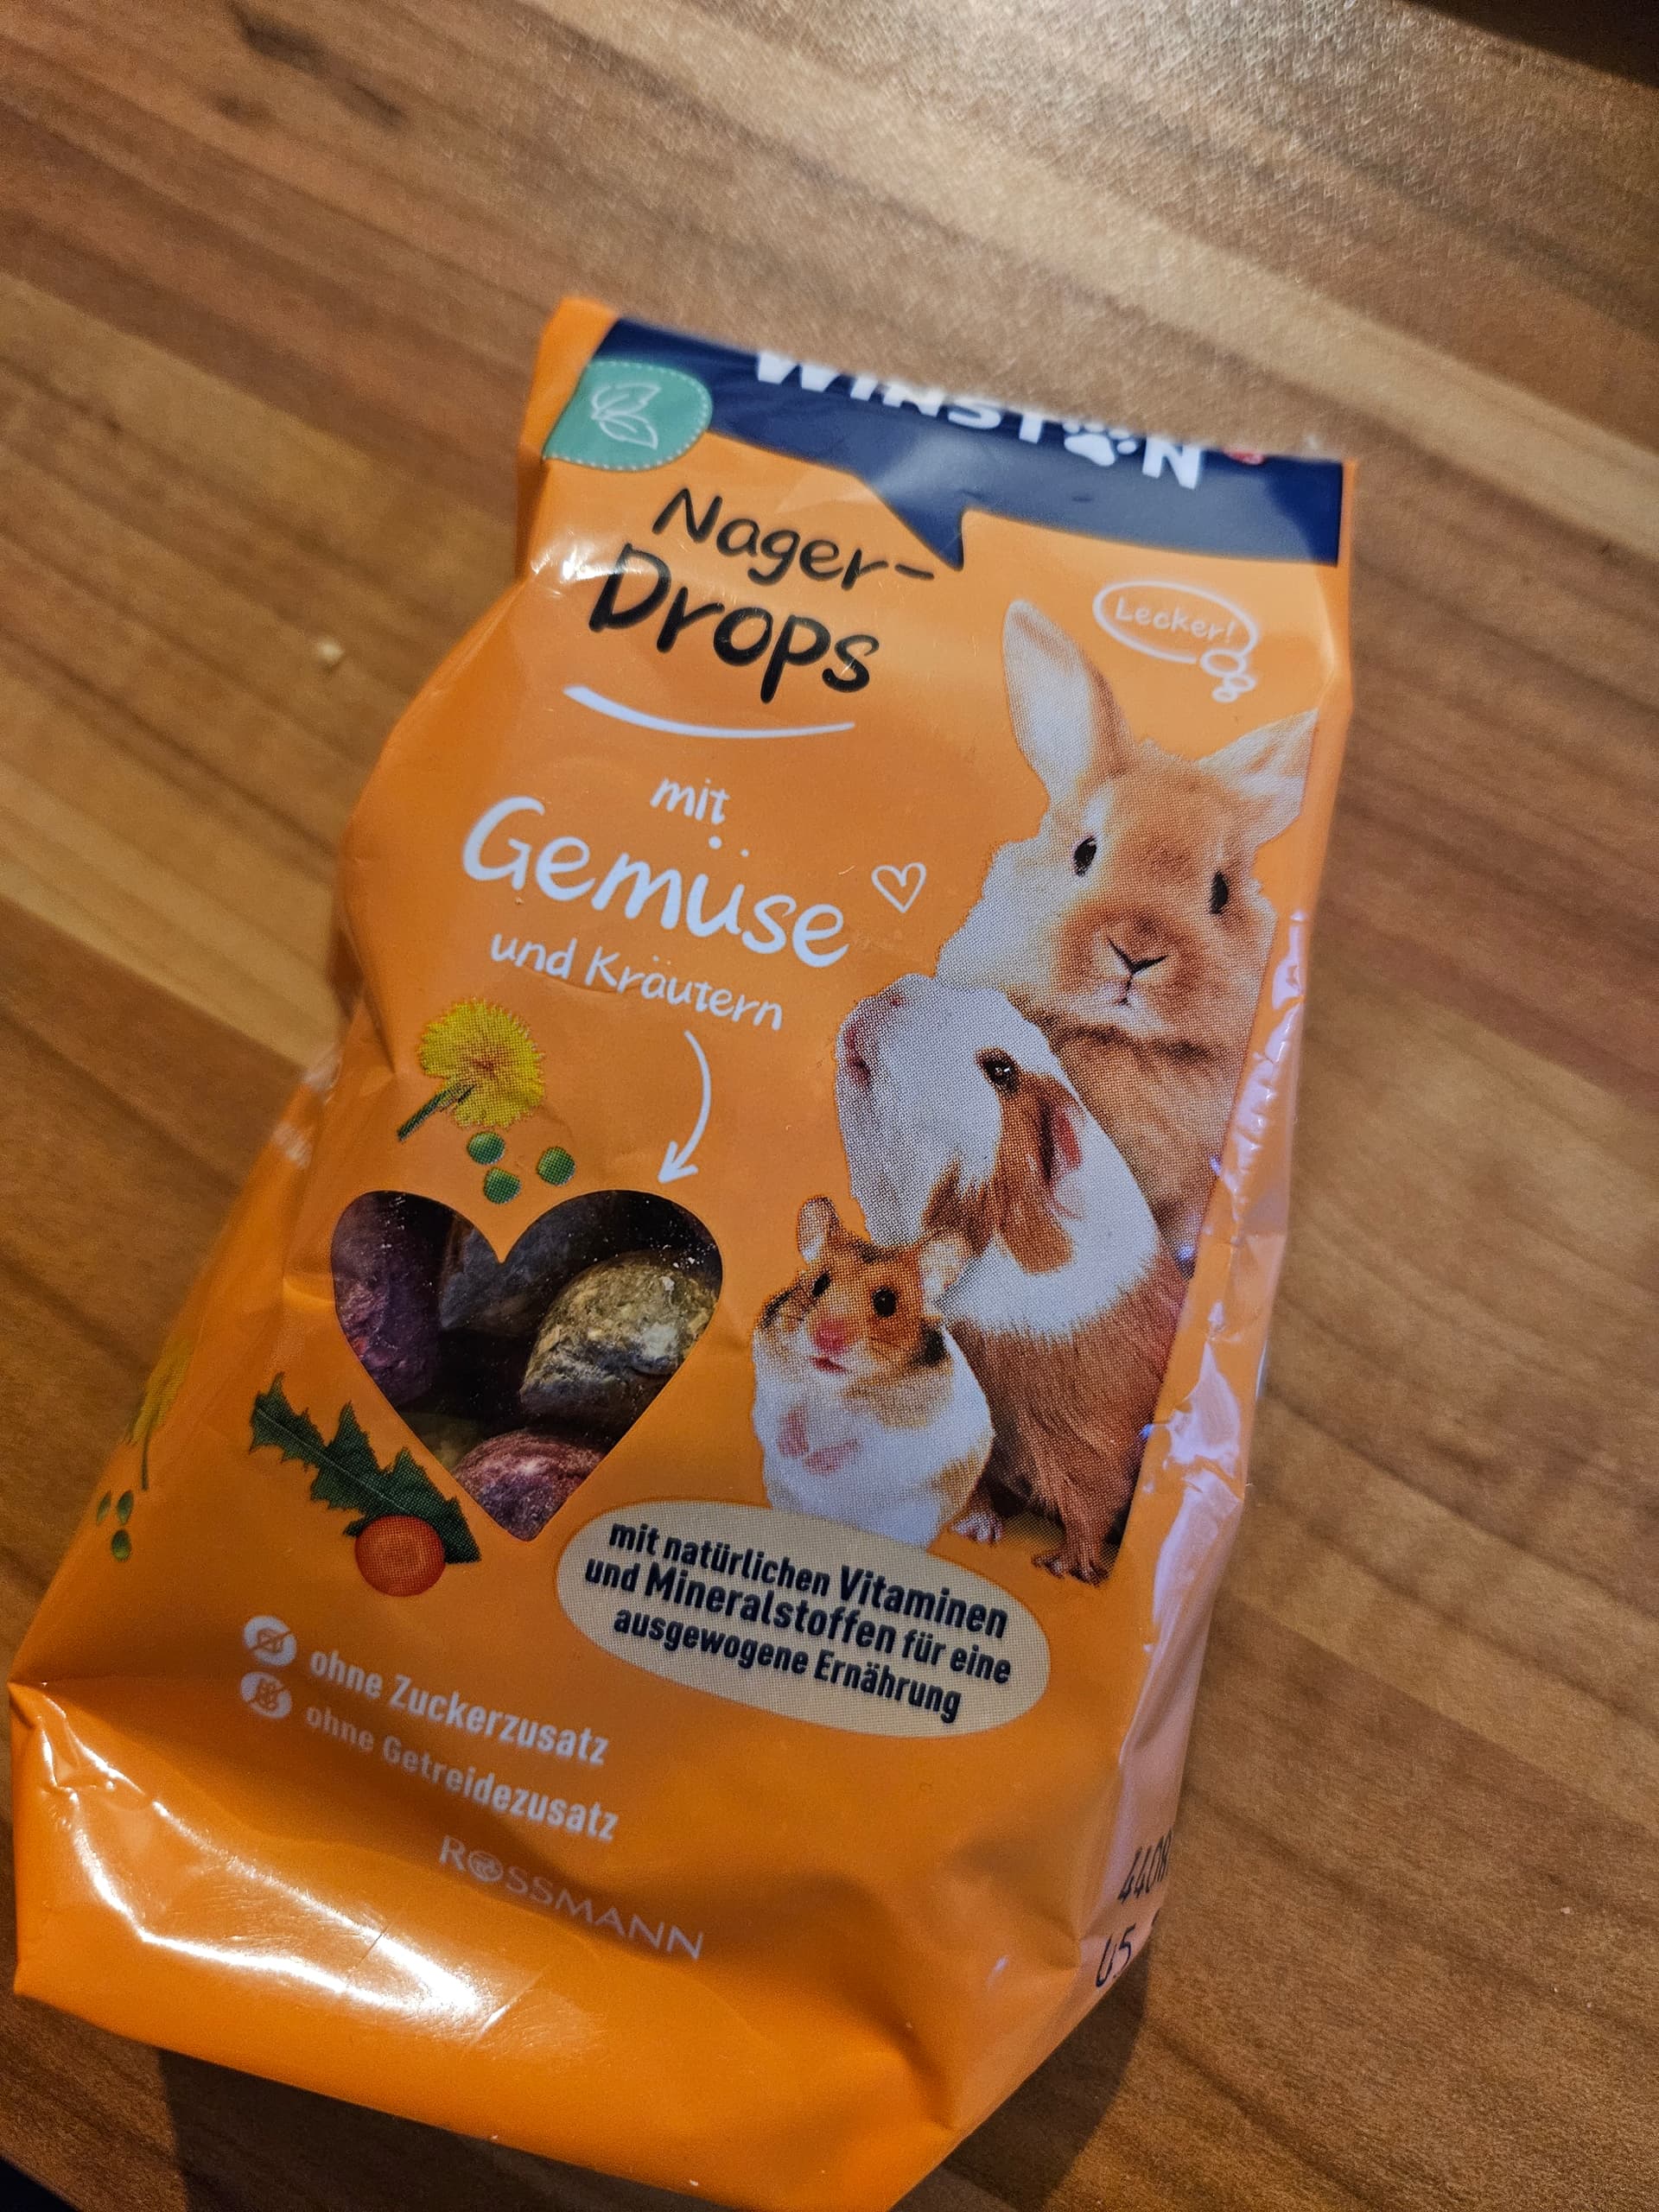 WINSTON
Nager-
Drops
Lecker!
mit
Gemüse
und Kräutern
mit natürlichen Vitaminen
und Mineralstoffen für eine
ausgewogene Ernährung
ohne Zuckerzusatz
ohne Getreidezusatz
ROSSMANN